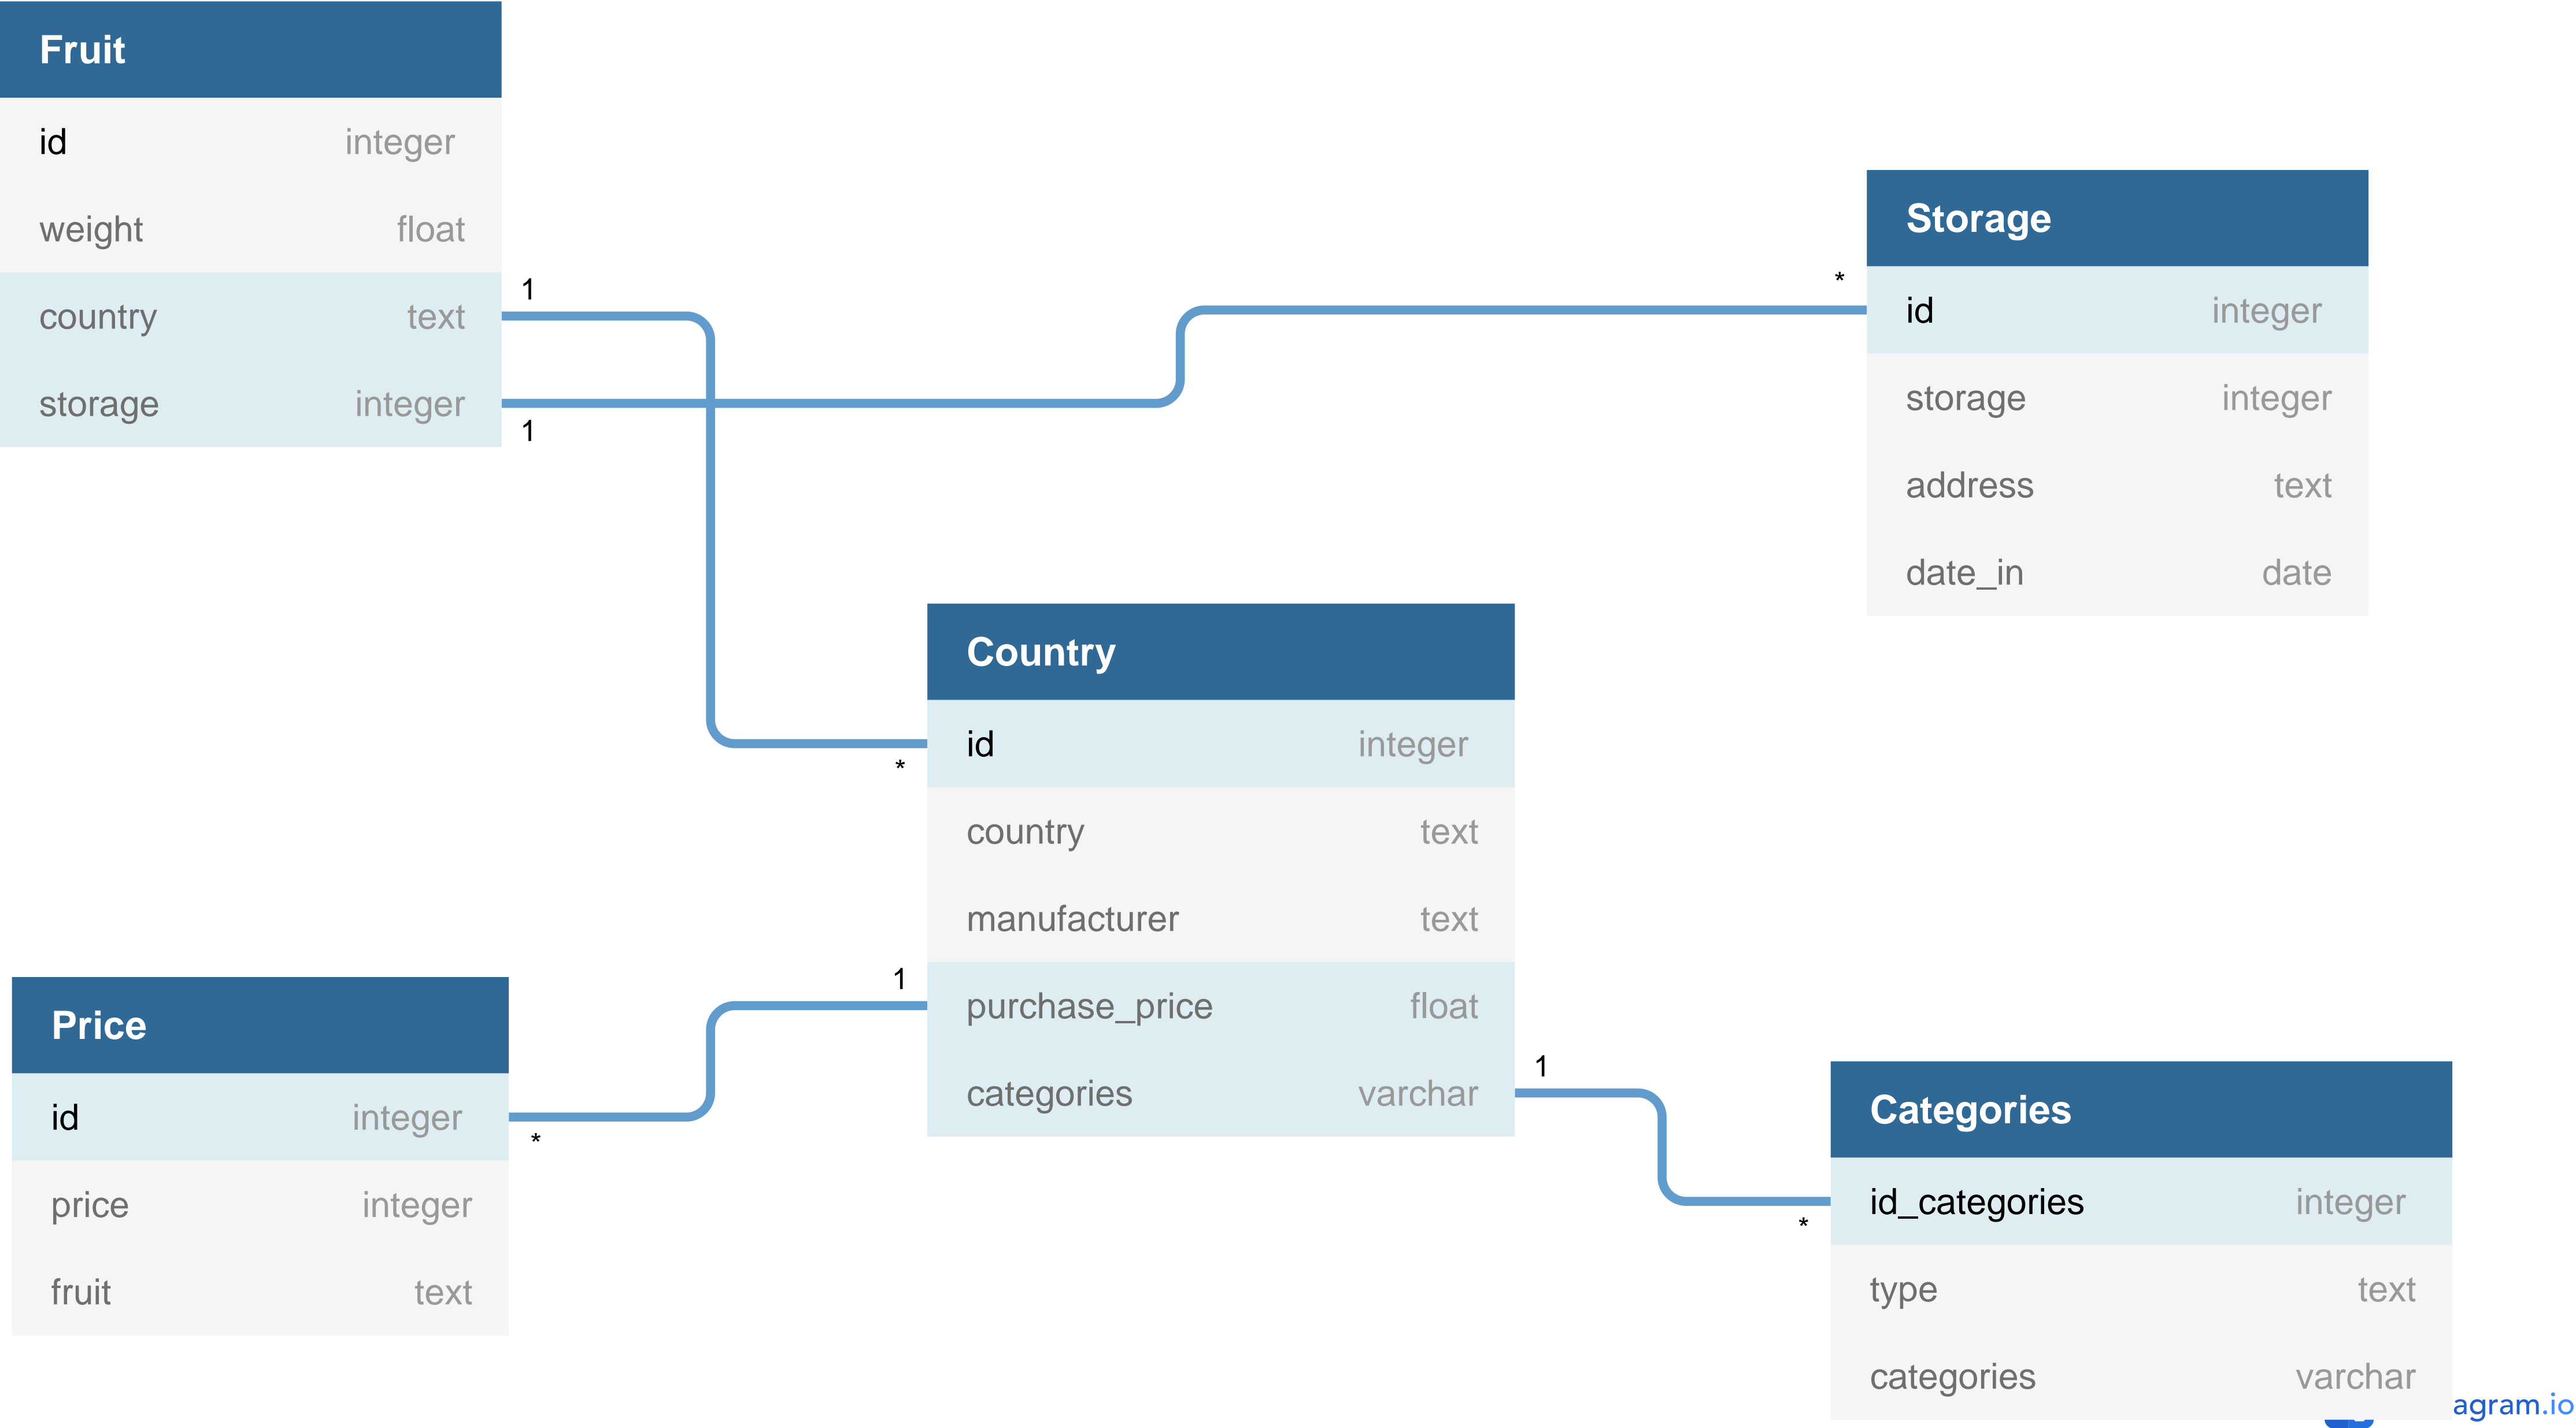 Fruit
id integer
weight float
country text
storage integer
1
1
Storage
id integer
storage integer
address text
date_in date
*
Country
id integer
country text
manufacturer text
purchase_price float
categories varchar
*
1
1
Price
id integer
price integer
fruit text
*
Categories
id_categories integer
type text
categories varchar
*
agram.io